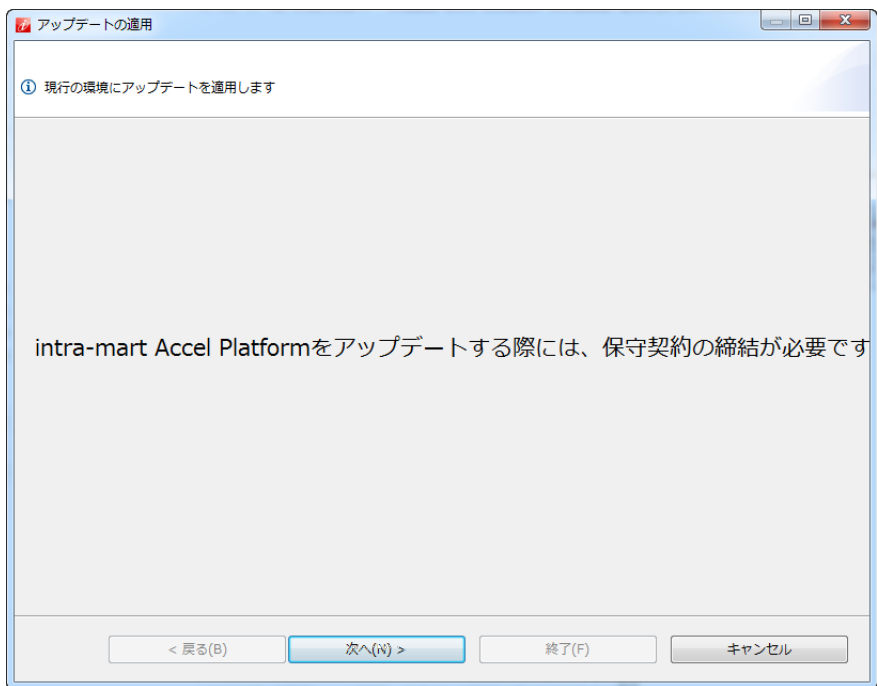 アップデートの適用
現行の環境にアップデートを適用します
intra-mart Accel Platformをアップデートする際には、保守契約の締結が必要です
< 戻る(B)
次へ(N) >
終了(F)
キャンセル